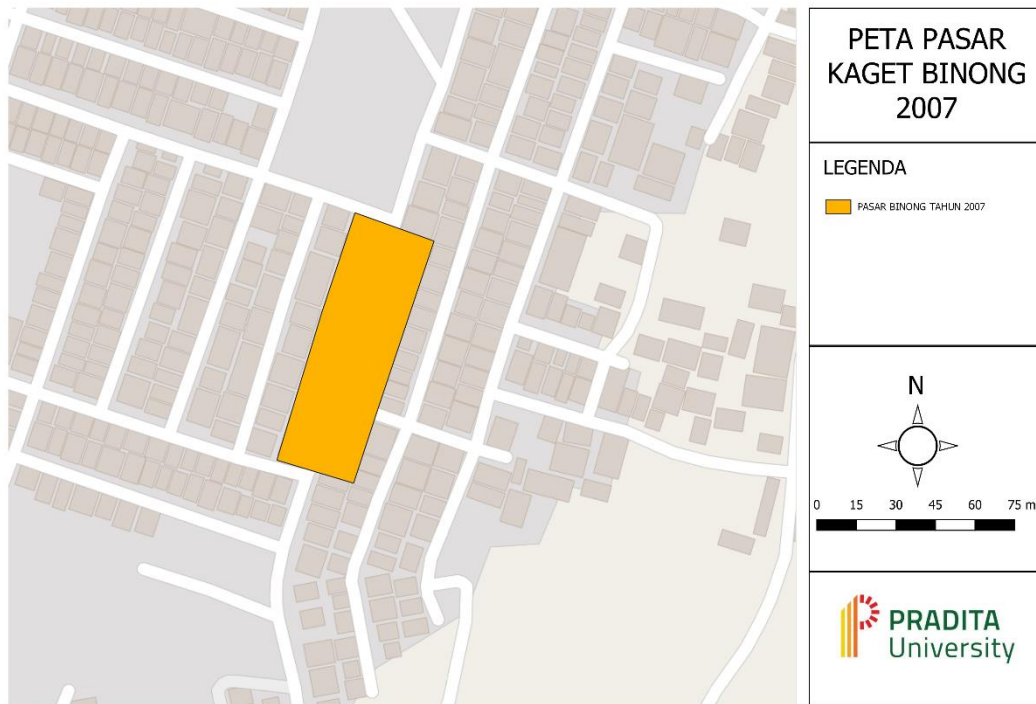 PETA PASAR
KAGET BINONG
2007
LEGENDA
PASAR BINONG TAHUN 2007
N
0 15 30 45 60 75 m
PRADITA
University